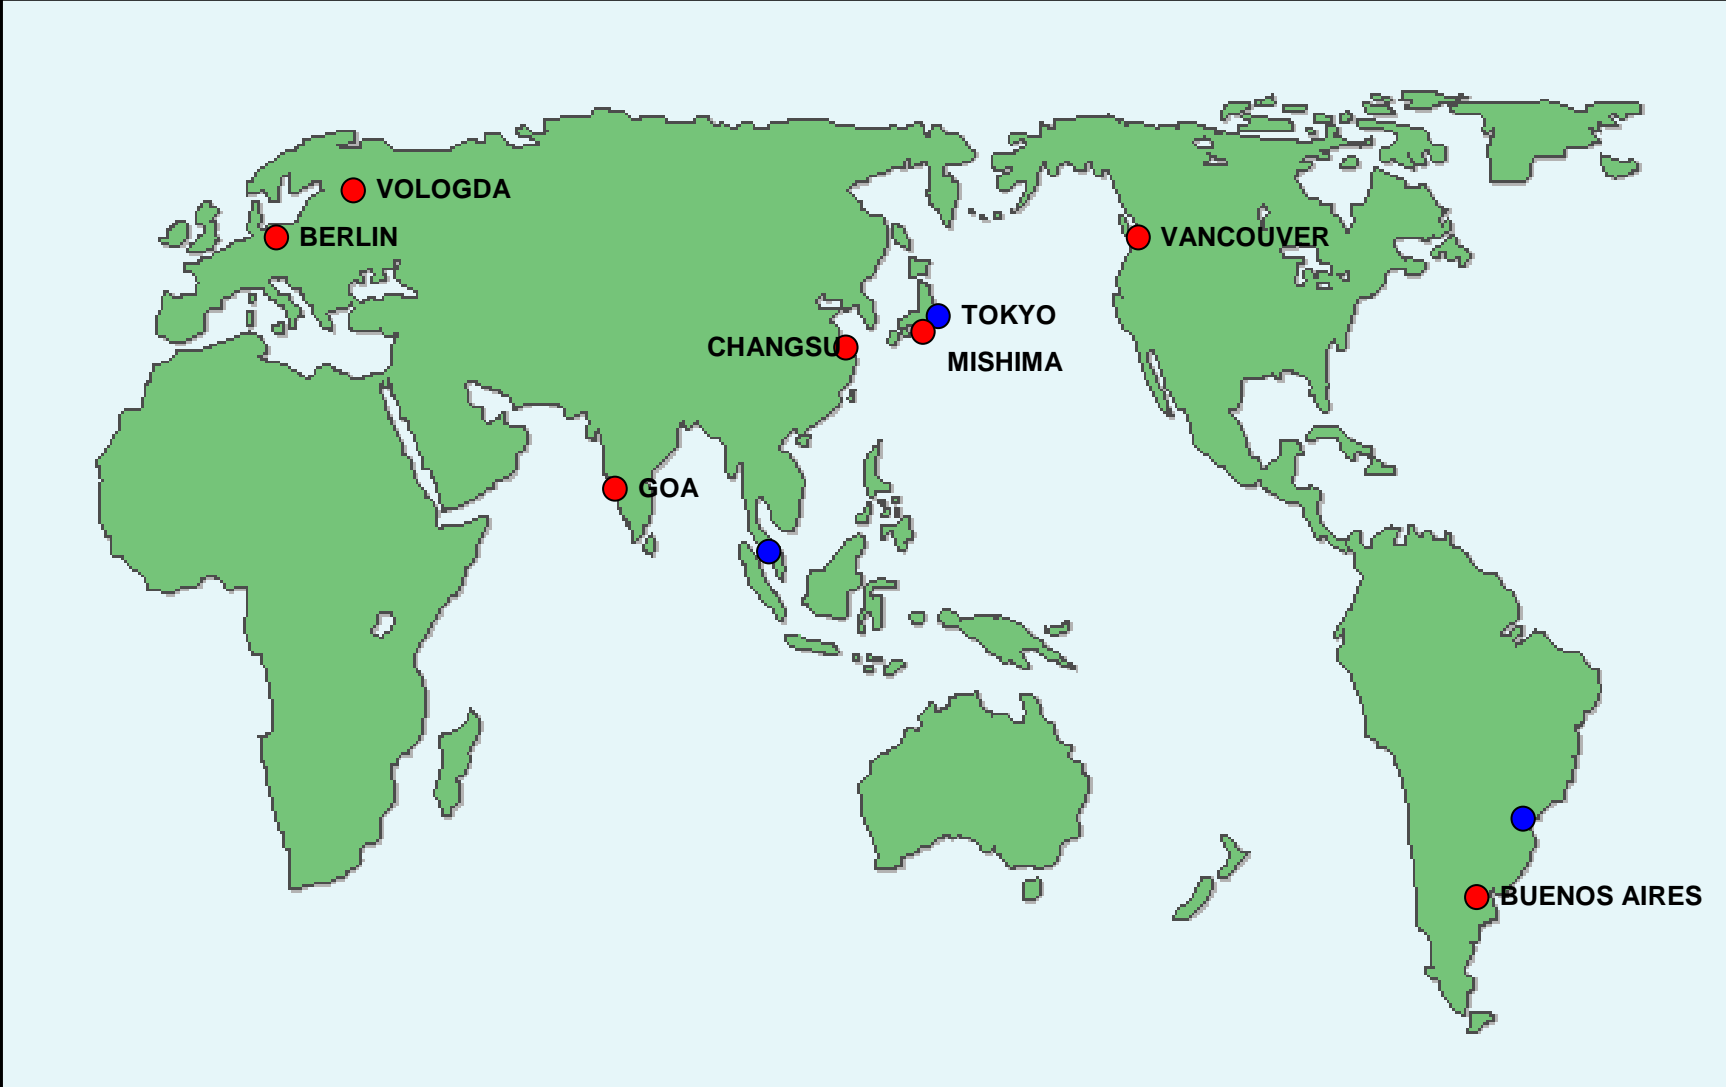 VOLOGDA
BERLIN
VANCOUVER
TOKYO
CHANGSU
MISHIMA
GOA
BUENOS AIRES